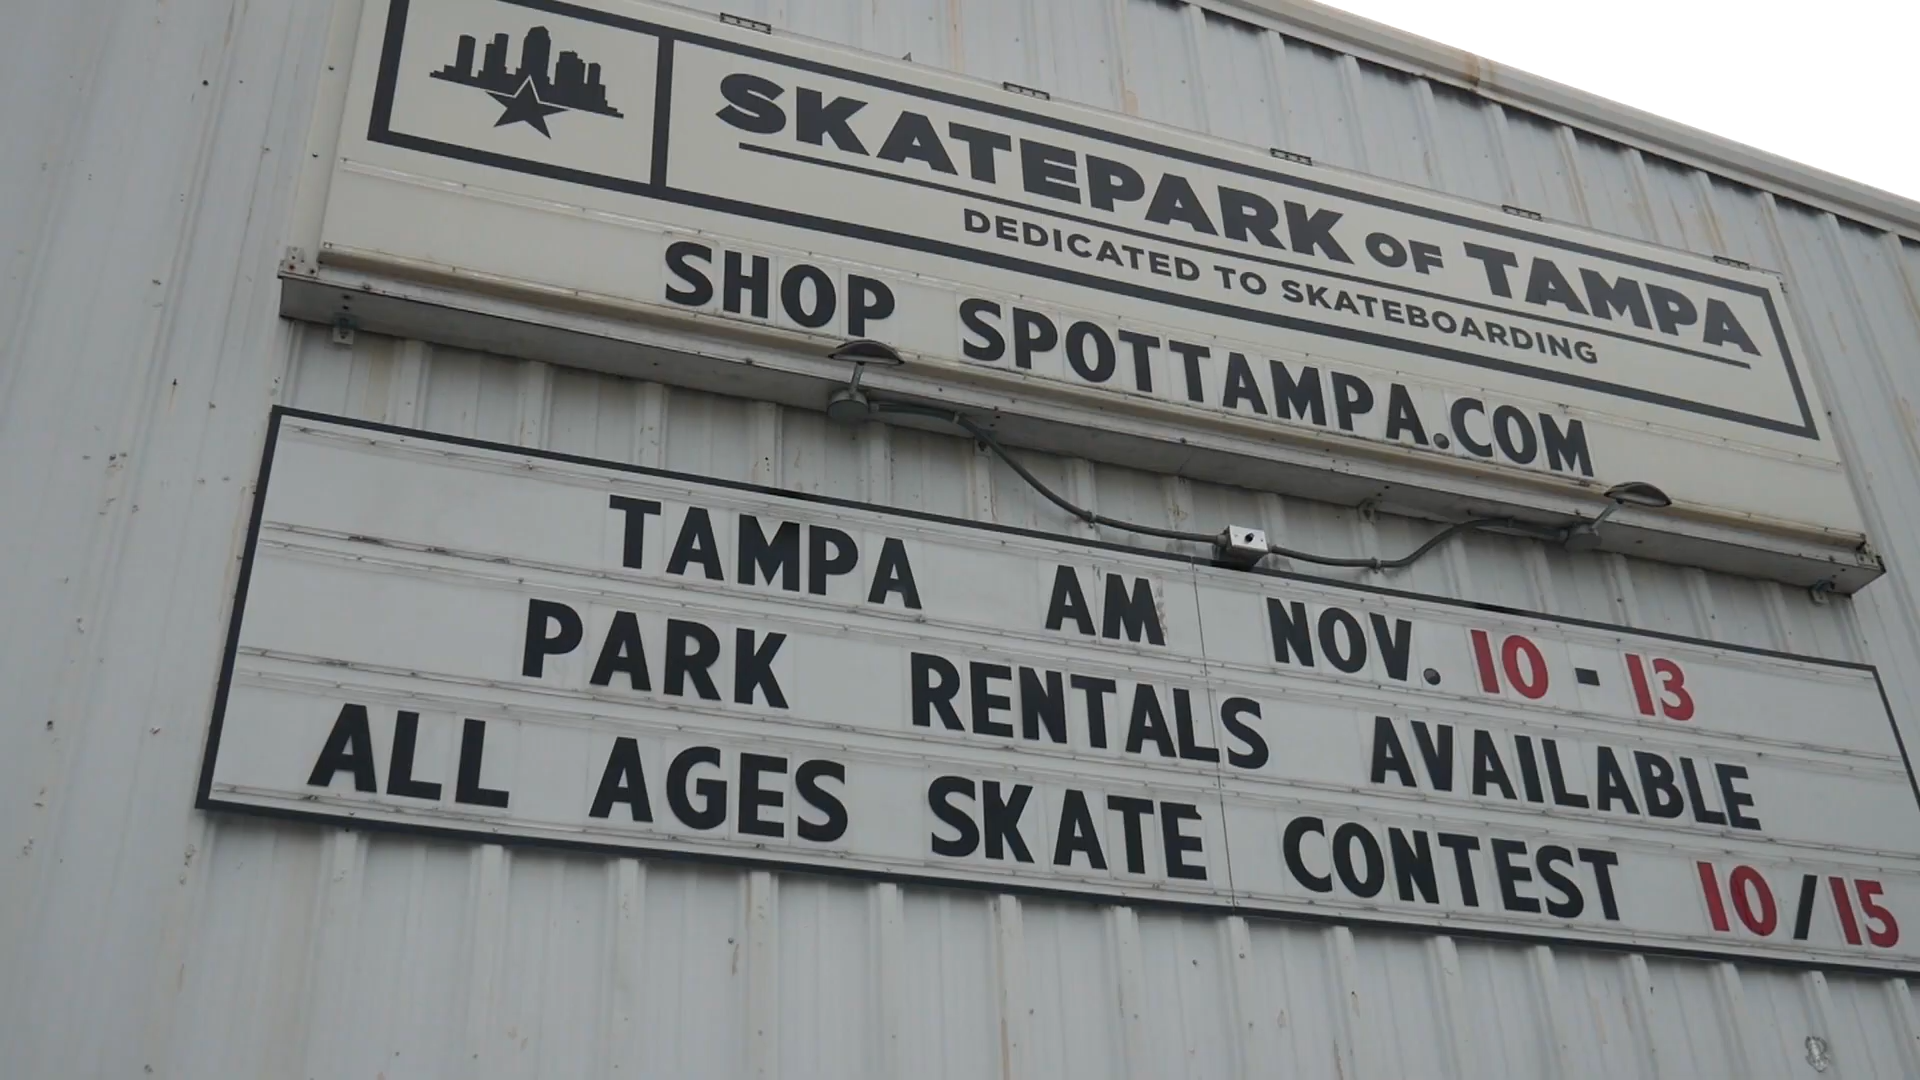 SKATEPARK OF TAMPA
DEDICATED TO SKATEBOARDING
SHOP SPOTTAMPA.COM
TAMPA AM NOV. 10 - 13
PARK RENTALS AVAILABLE
ALL AGES SKATE CONTEST 10/15